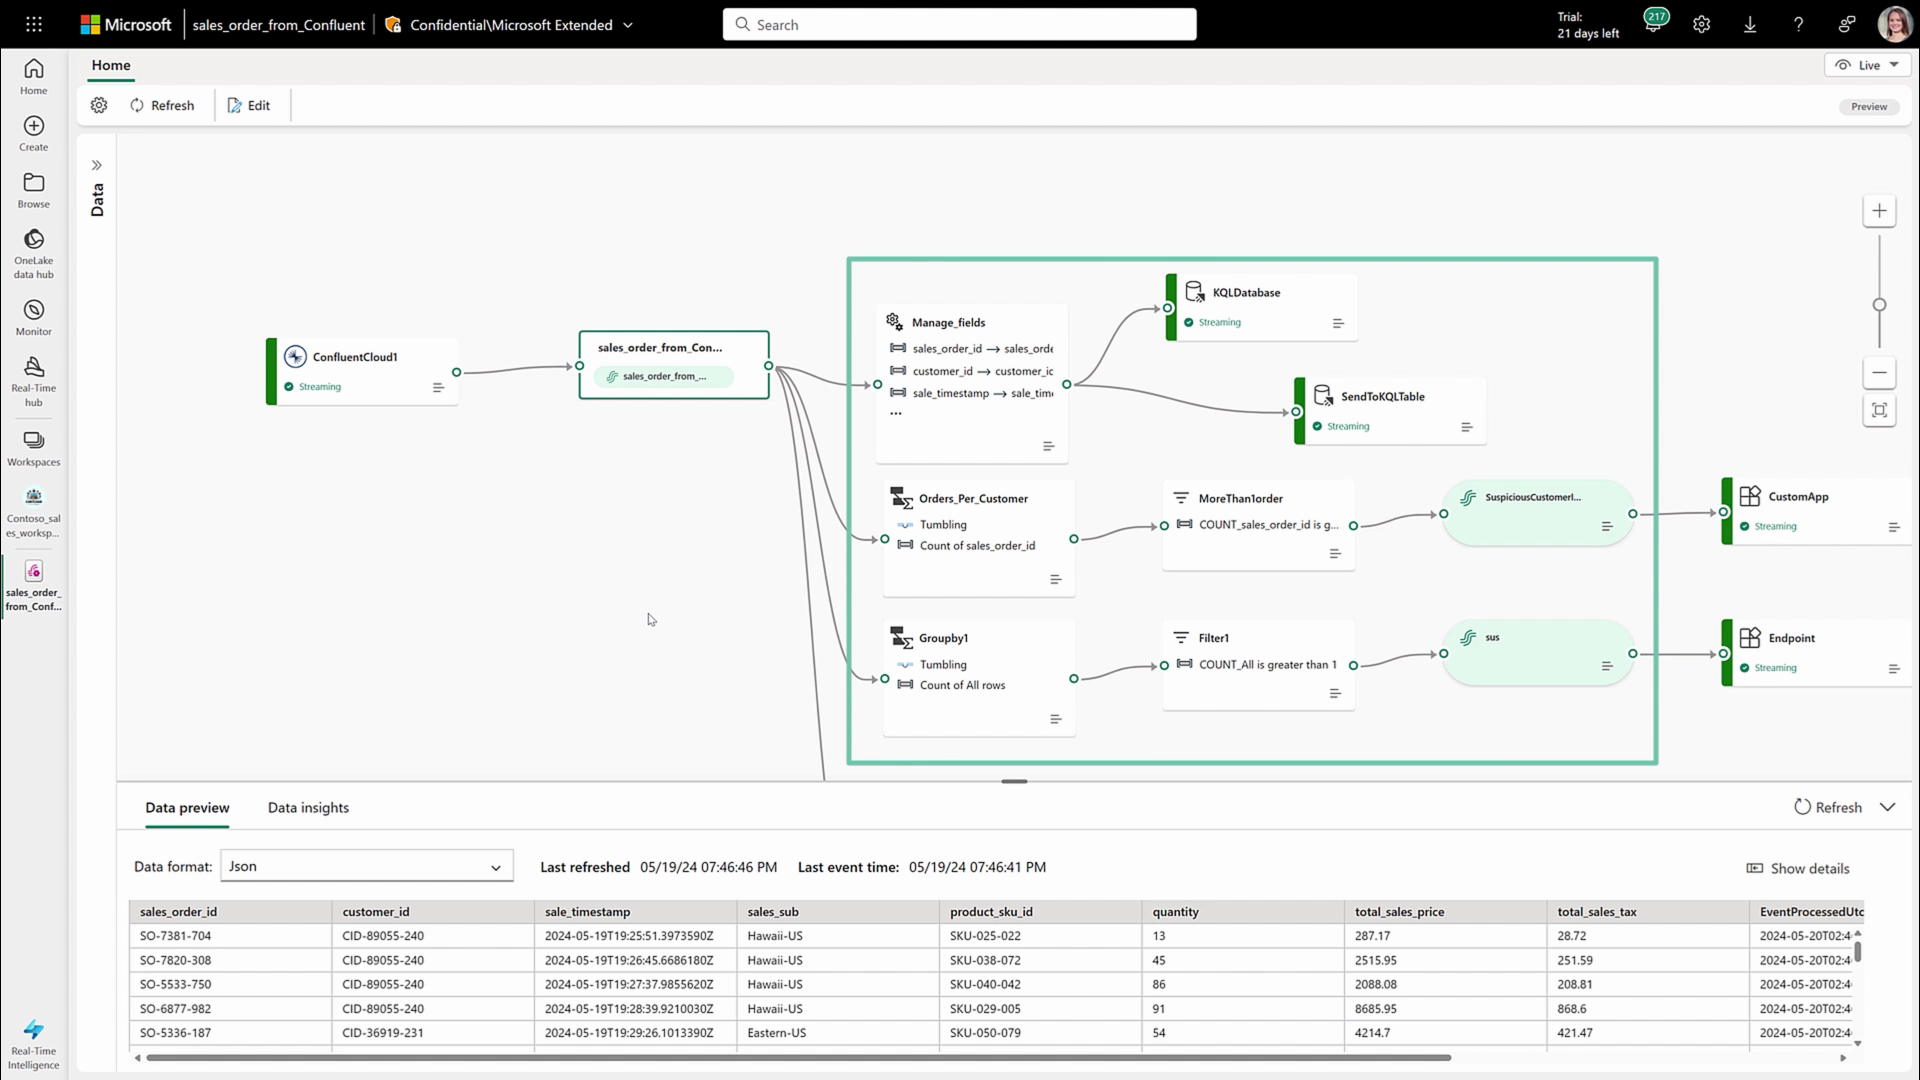 Microsoft
sales_order_from_Confluent
Confidential\Microsoft Extended
Search
Trial:
21 days left
217
Home
Live
Refresh
Edit
Preview
Home
Create
Browse
OneLake
data hub
Monitor
Real-Time
hub
Workspaces
Contoso_sal
es_worksp...
sales_order_
from_Conf...
Real-Time
Intelligence
Data
ConfluentCloud1
Streaming
sales_order_from_Con...
sales_order_from_...
Manage_fields
sales_order_id → sales_orde
customer_id → customer_ic
sale_timestamp → sale_tim
...
KQLDatabase
Streaming
SendToKQLTable
Streaming
Orders_Per_Customer
Tumbling
Count of sales_order_id
MoreThan1order
COUNT_sales_order_id is g...
SuspiciousCustomerI...
CustomApp
Streaming
Groupby1
Tumbling
Count of All rows
Filter1
COUNT_All is greater than 1
sus
Endpoint
Streaming
Data preview
Data insights
Refresh
Data format:
Json
Last refreshed 05/19/24 07:46:46 PM
Last event time: 05/19/24 07:46:41 PM
Show details
sales_order_id customer_id sale_timestamp sales_sub product_sku_id quantity total_sales_price total_sales_tax EventProcessedUtc
SO-7381-704 CID-89055-240 2024-05-19T19:25:51.3973590Z Hawaii-US SKU-025-022 13 287.17 28.72 2024-05-20T02:4
SO-7820-308 CID-89055-240 2024-05-19T19:26:45.6686180Z Hawaii-US SKU-038-072 45 2515.95 251.59 2024-05-20T02:4
SO-5533-750 CID-89055-240 2024-05-19T19:27:37.9855620Z Hawaii-US SKU-040-042 86 2088.08 208.81 2024-05-20T02:4
SO-6877-982 CID-89055-240 2024-05-19T19:28:39.9210030Z Hawaii-US SKU-029-005 91 8685.95 868.6 2024-05-20T02:4
SO-5336-187 CID-36919-231 2024-05-19T19:29:26.1013390Z Eastern-US SKU-050-079 54 4214.7 421.47 2024-05-20T02:4